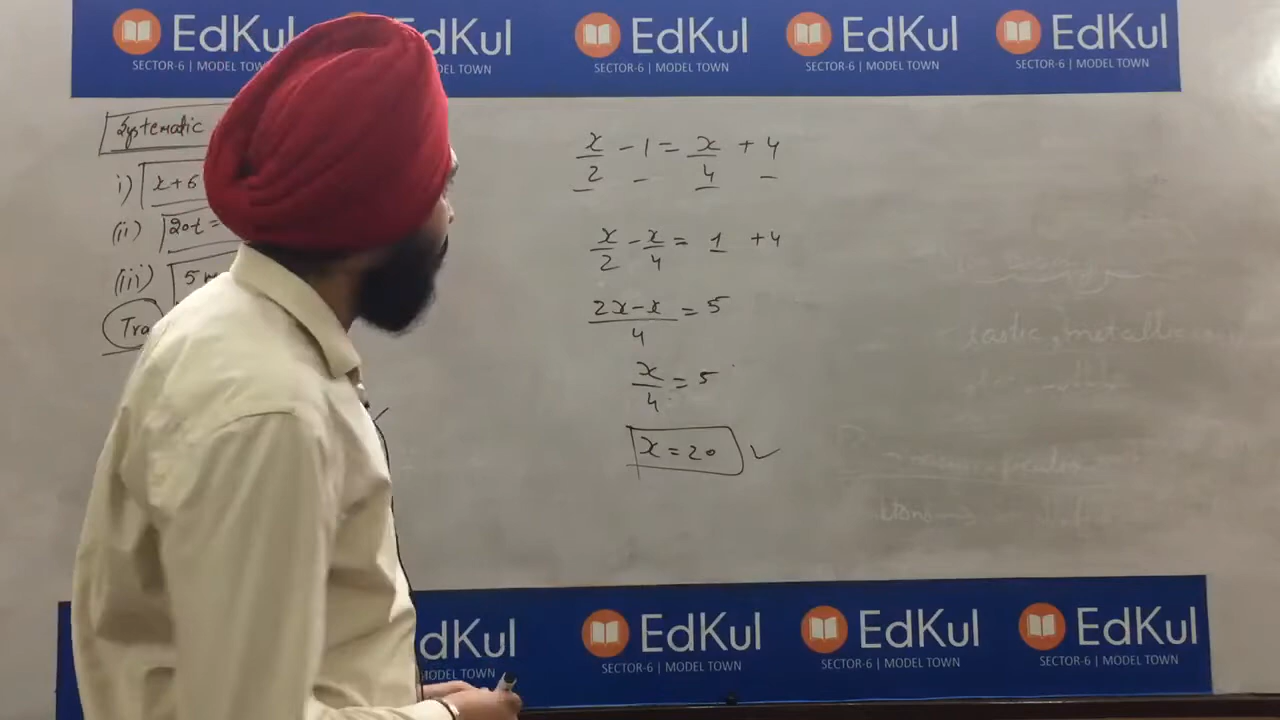 EdKul EdKul EdKul EdKul EdKul
SECTOR-6 | MODEL TOWN SECTOR-6 | MODEL TOWN SECTOR-6 | MODEL TOWN SECTOR-6 | MODEL TOWN
Systematic
i) x+6
(ii) 20t =
(iii) 5m
Tra
x/2 - 1 = x/4 + 4
x/2 - x/4 = 1 + 4
2x-x/4 = 5
x/4 = 5
x = 20 ✓
dKul EdKul EdKul EdKul
MODEL TOWN SECTOR-6 | MODEL TOWN SECTOR-6 | MODEL TOWN SECTOR-6 | MODEL TOWN